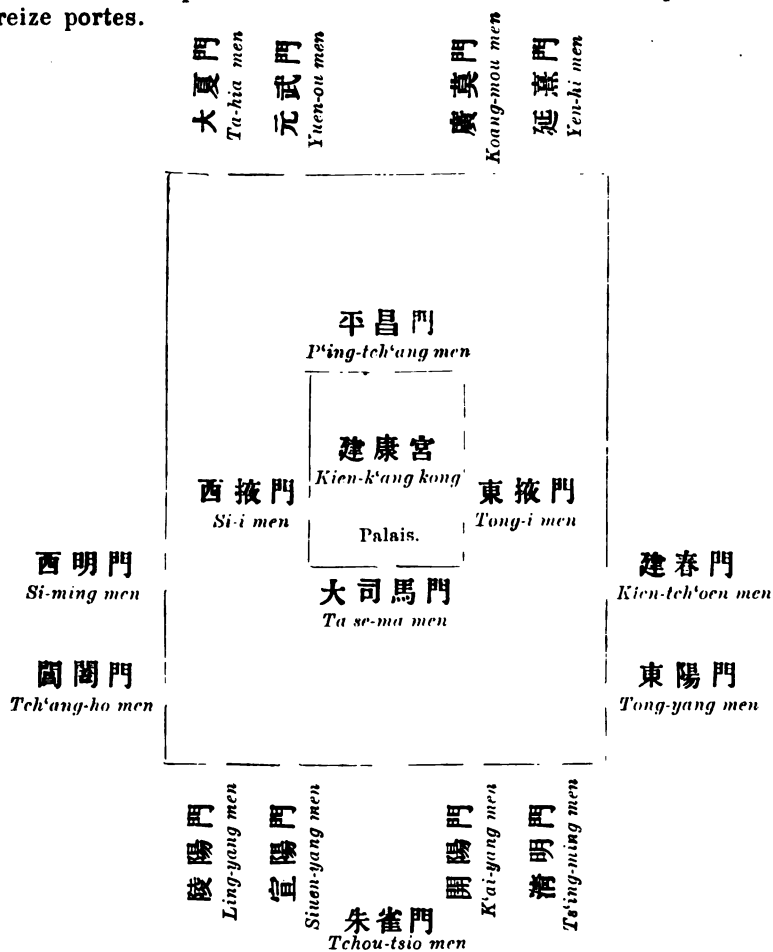 reize portes.
大夏門
Ta-hia men
元武門
Yuen-ou men
廣莫門
Koang-mou men
延熹門
Yen-hi men
平昌門
P‘ing-tch‘ang men
建康宮
Kien-k‘ang kong
西掖門
Si-i men
東掖門
Tong-i men
Palais.
西明門
Si-ming men
大司馬門
Ta se-ma men
建春門
Kien-tch‘oen men
閶闔門
Tch‘ang-ho men
東陽門
Tong-yang men
陵陽門
Ling-yang men
宣陽門
Siuen-yang men
開陽門
K‘ai-yang men
清明門
Ts‘ing-ming men
朱雀門
Tchou-tsio men